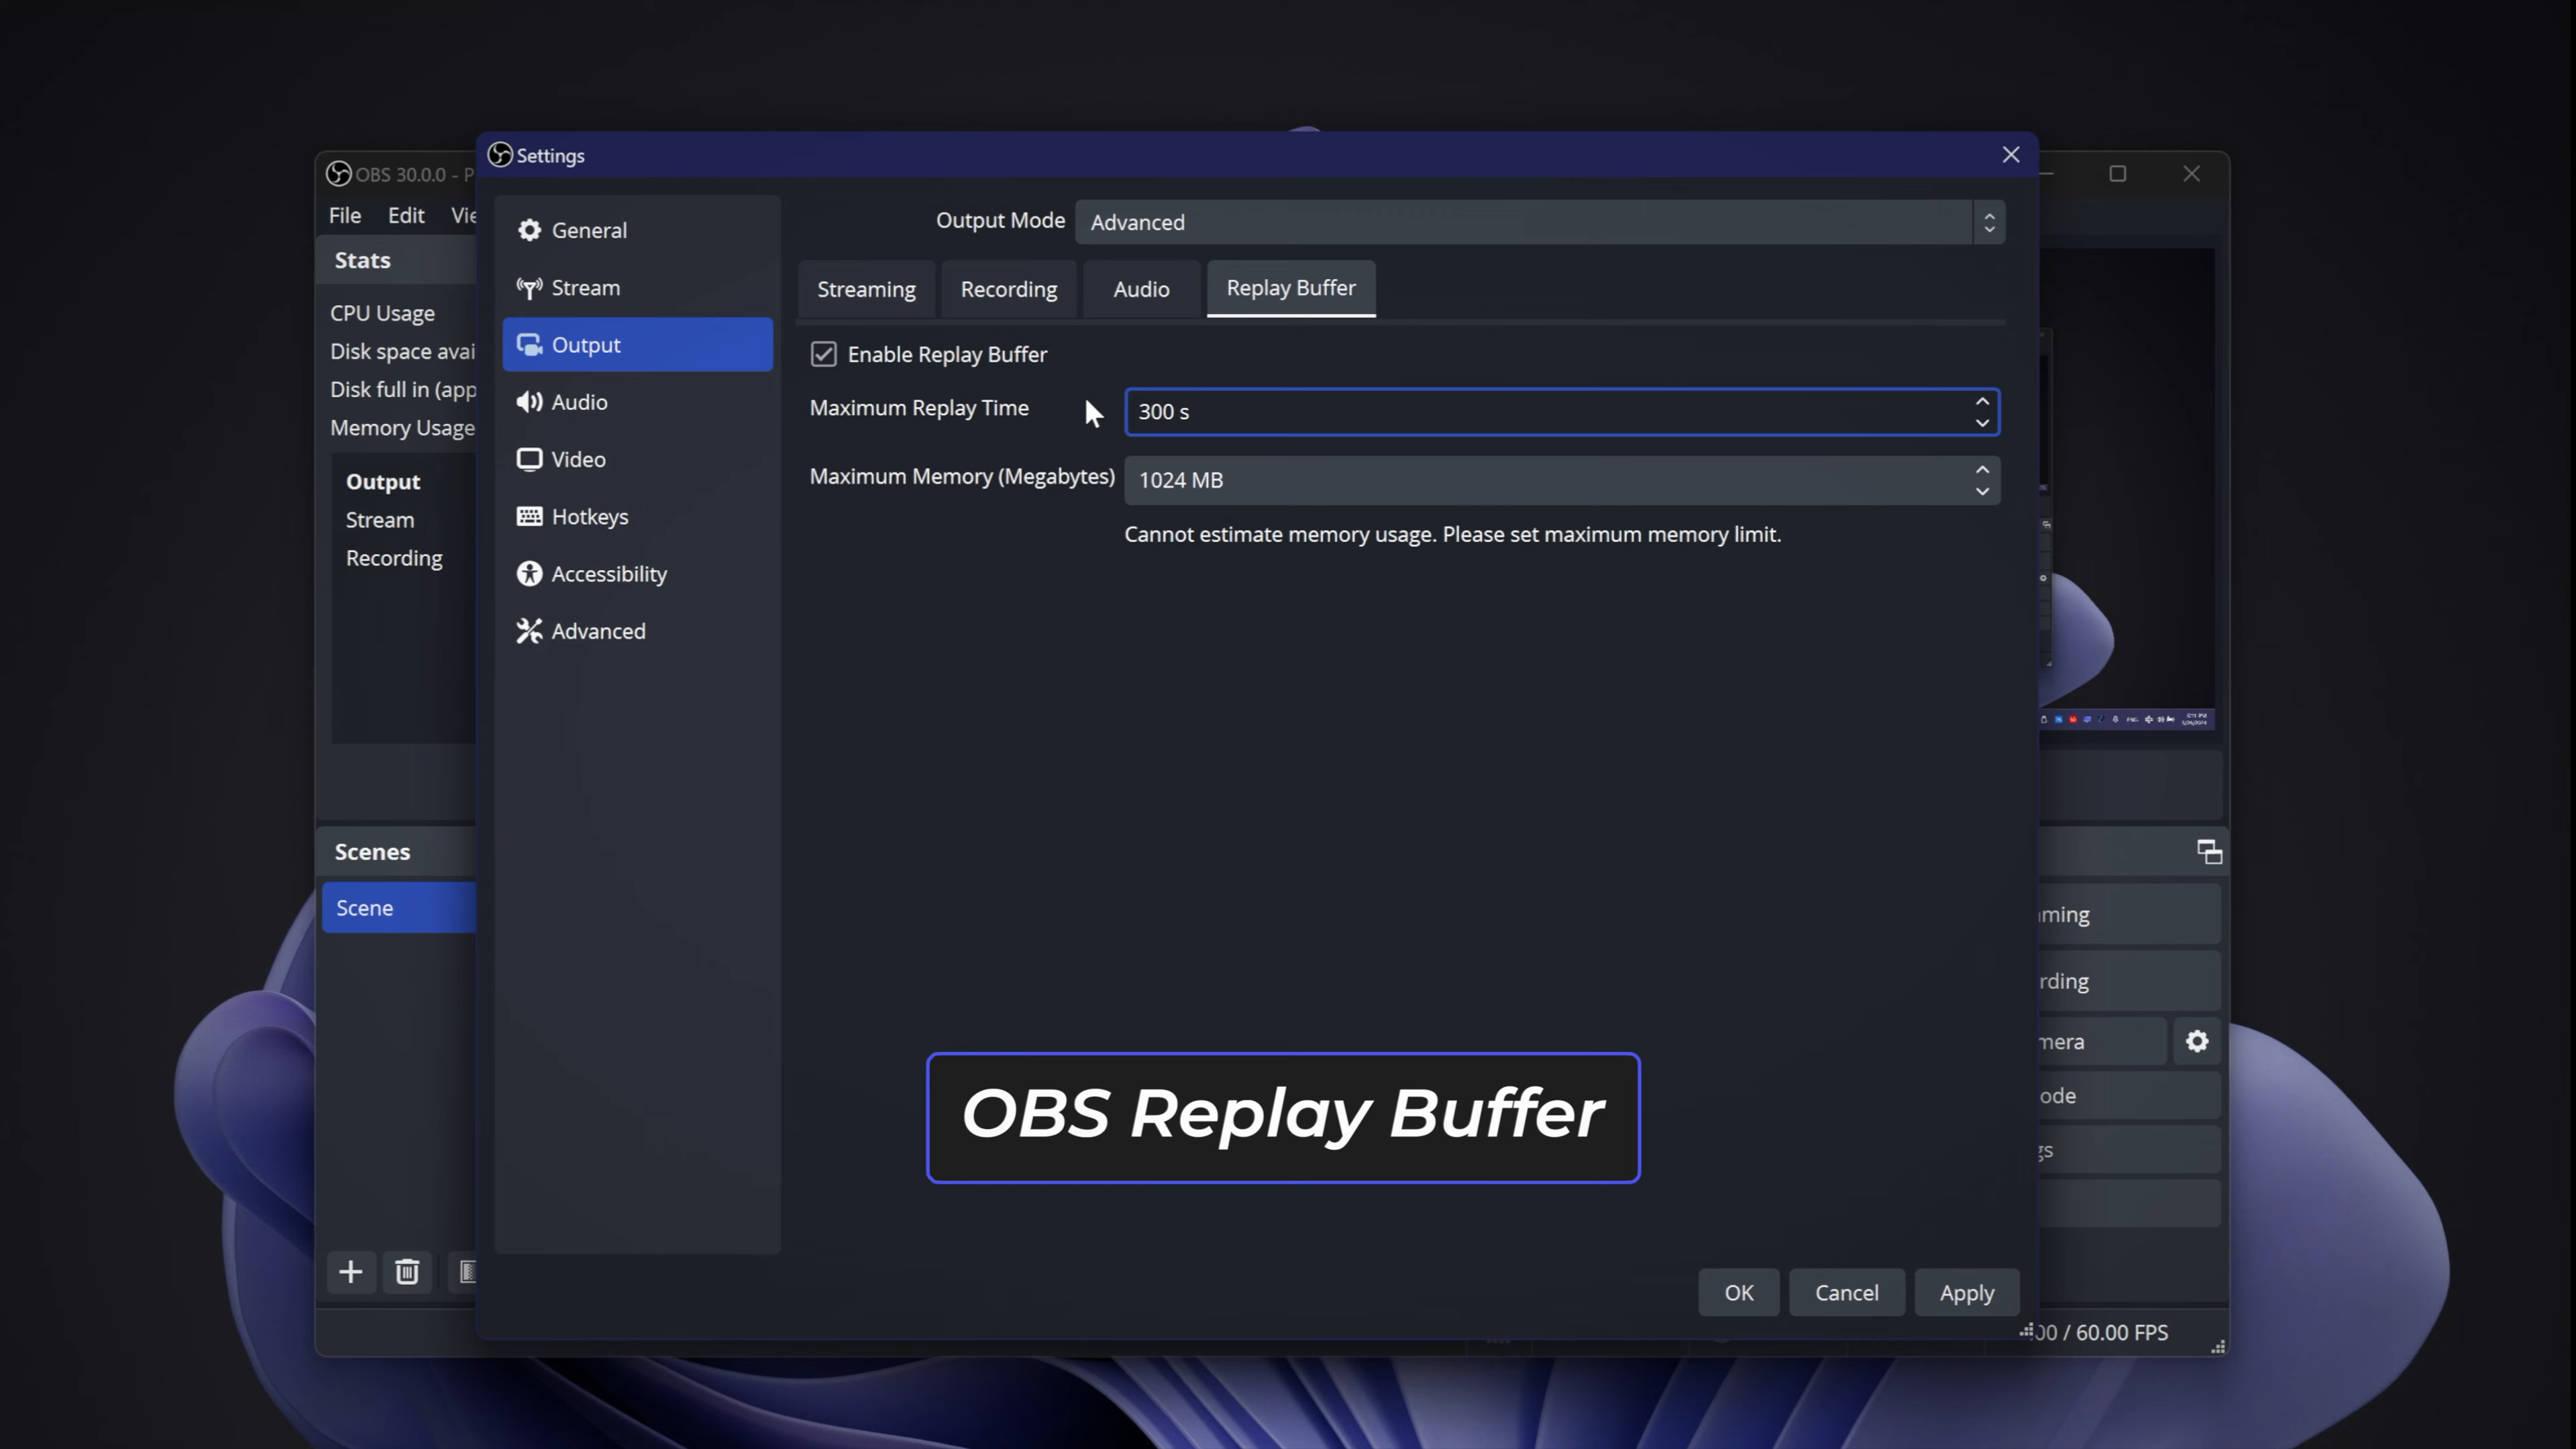 OBS 30.0.0 - P
File Edit Vie
Stats
CPU Usage
Disk space avai
Disk full in (app
Memory Usage
Output
Stream
Recording
Scenes
Scene
Settings
General
Stream
Output
Audio
Video
Hotkeys
Accessibility
Advanced
Output Mode Advanced
Streaming Recording Audio Replay Buffer
Enable Replay Buffer
Maximum Replay Time 300 s
Maximum Memory (Megabytes) 1024 MB
Cannot estimate memory usage. Please set maximum memory limit.
OBS Replay Buffer
OK Cancel Apply
ming
rding
mera
ode
gs
00 / 60.00 FPS